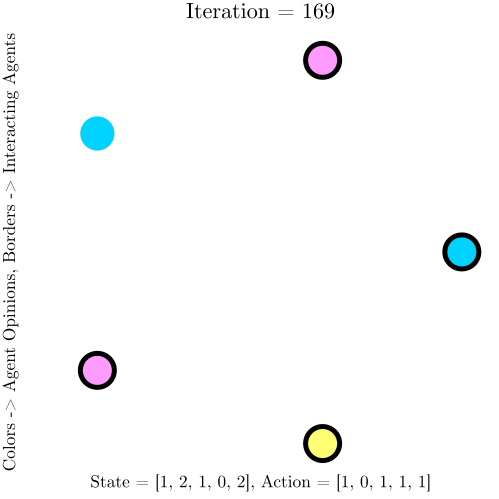 Iteration = 169
Colors -> Agent Opinions, Borders -> Interacting Agents
State = [1, 2, 1, 0, 2], Action = [1, 0, 1, 1, 1]